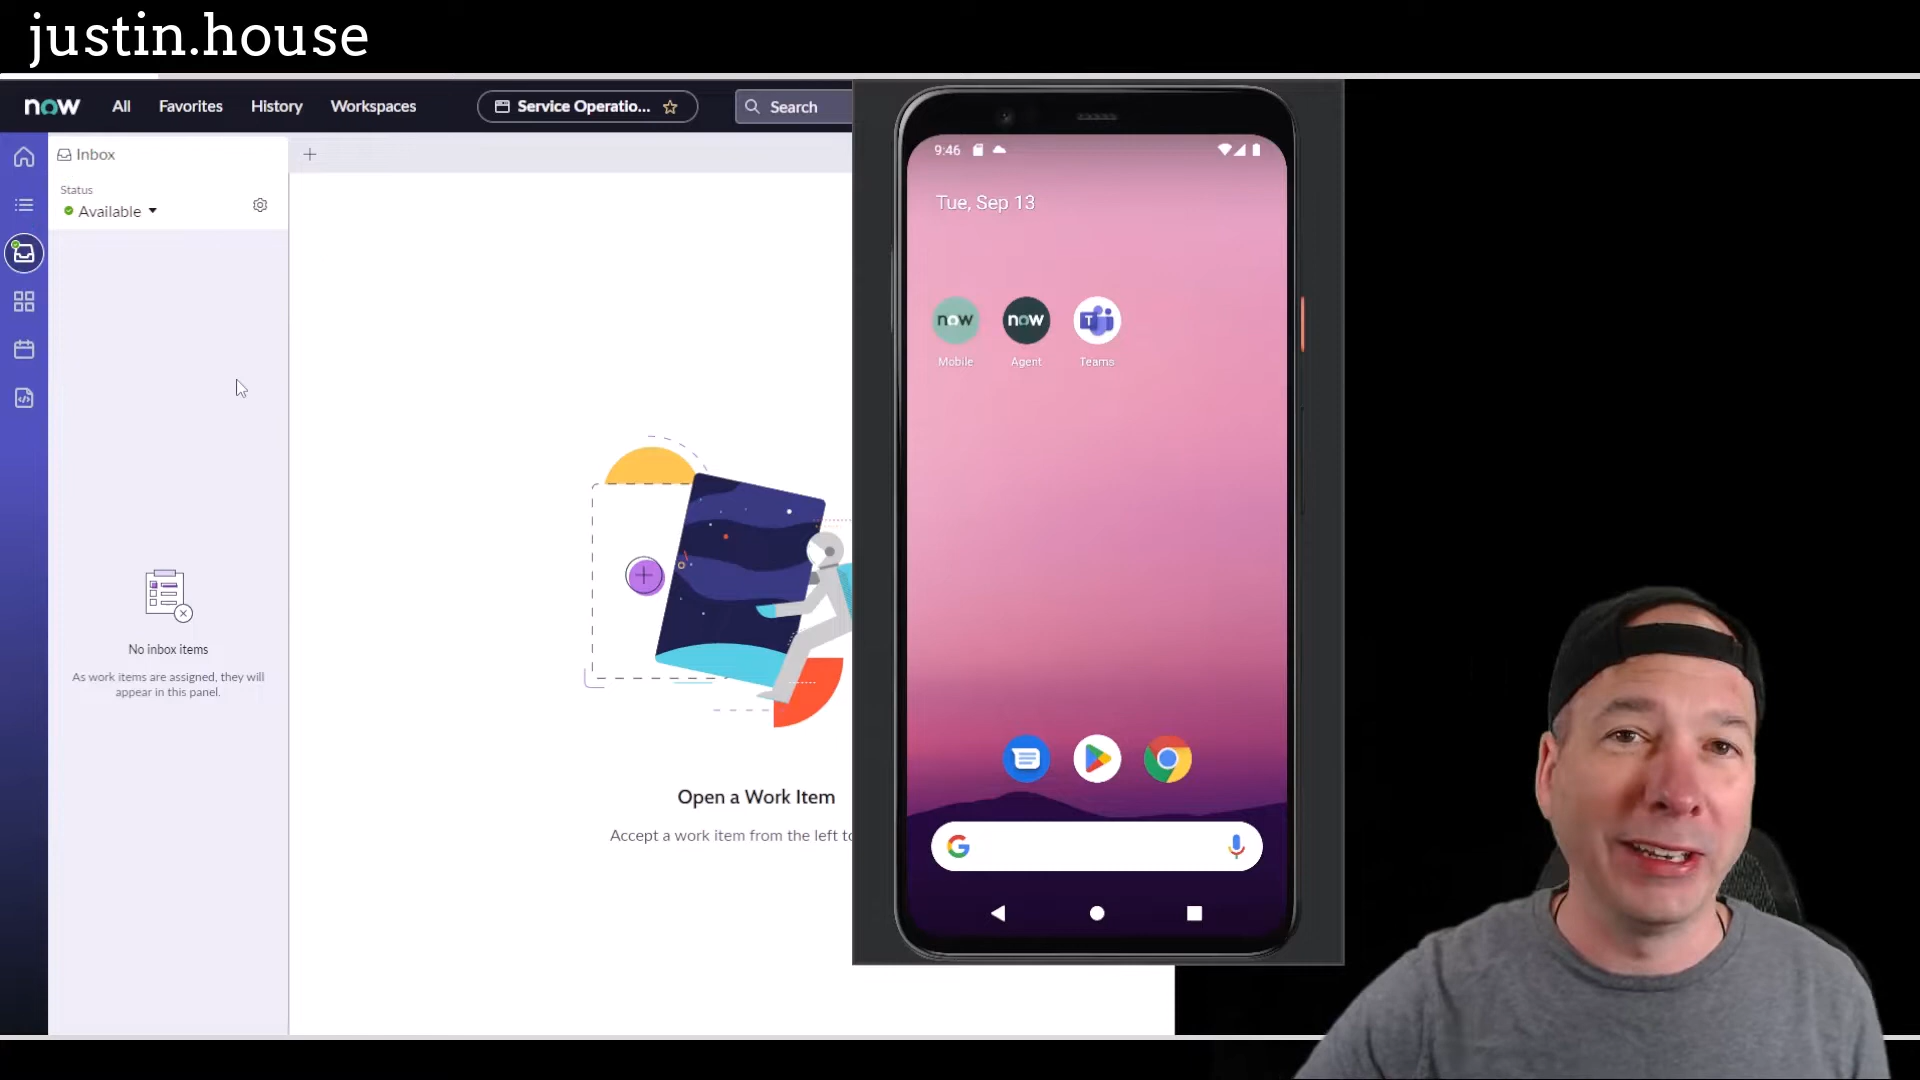 justin.house
now All Favorites History Workspaces Service Operatio... Search
Inbox
Status
Available
No inbox items
As work items are assigned, they will
appear in this panel.
Open a Work Item
Accept a work item from the left to
9:46
Tue, Sep 13
now now T
Mobile Agent Teams
G